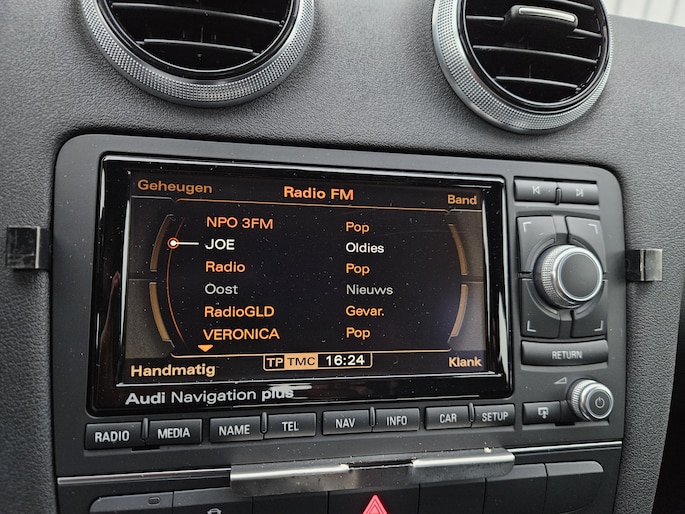 Geheugen Radio FM Band
NPO 3FM Pop
JOE Oldies
Radio Pop
Oost Nieuws
RadioGLD Gevar.
VERONICA Pop
Handmatig TP TMC 16:24 Klank
Audi Navigation plus
RETURN
RADIO MEDIA NAME TEL NAV INFO CAR SETUP